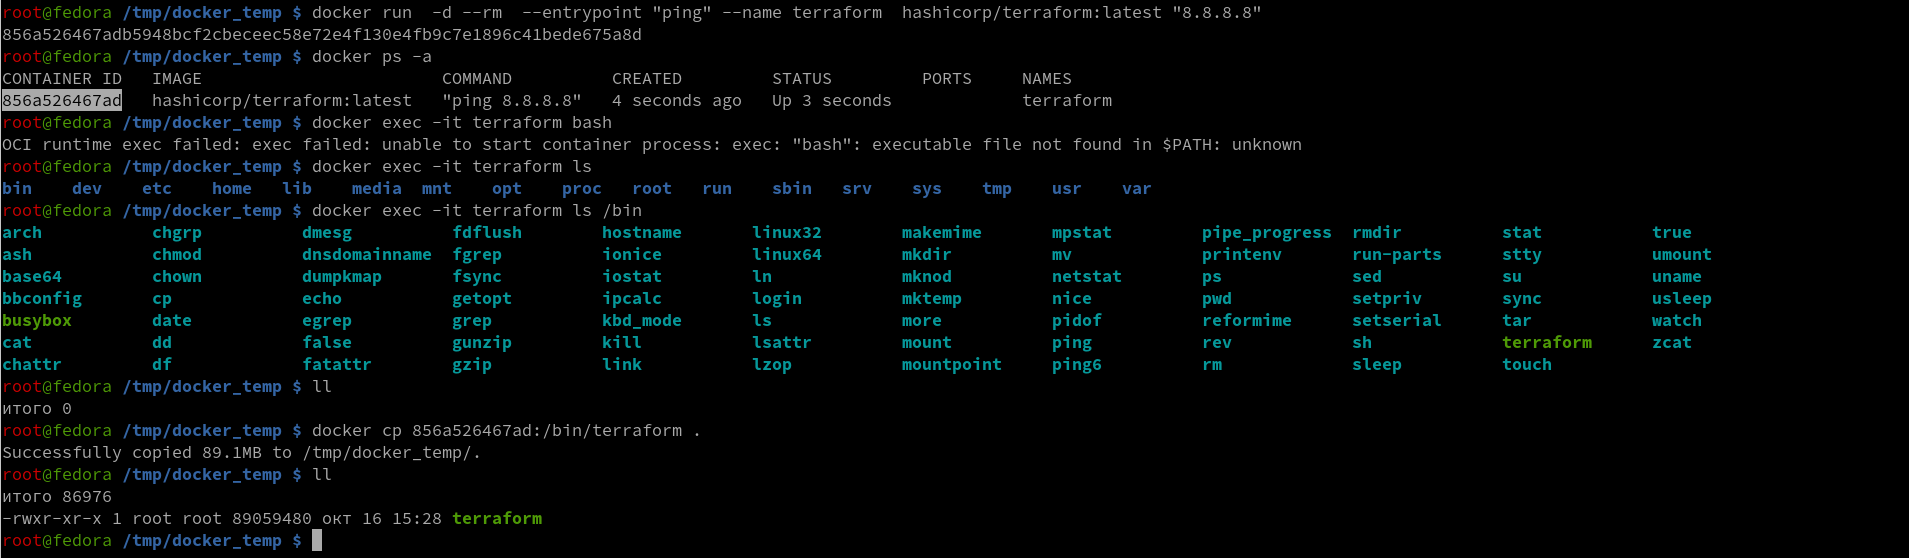 root@fedora /tmp/docker_temp $ docker run  -d --rm  --entrypoint "ping" --name terraform  hashicorp/terraform:latest "8.8.8.8"
856a526467adb5948bcf2cbeceec58e72e4f130e4fb9c7e1896c41bede675a8d
root@fedora /tmp/docker_temp $ docker ps -a
CONTAINER ID   IMAGE                        COMMAND          CREATED         STATUS         PORTS     NAMES
856a526467ad   hashicorp/terraform:latest   "ping 8.8.8.8"   4 seconds ago   Up 3 seconds             terraform
root@fedora /tmp/docker_temp $ docker exec -it terraform bash
OCI runtime exec failed: exec failed: unable to start container process: exec: "bash": executable file not found in $PATH: unknown
root@fedora /tmp/docker_temp $ docker exec -it terraform ls
bin    dev    etc    home   lib    media  mnt    opt    proc   root   run    sbin   srv    sys    tmp    usr    var
root@fedora /tmp/docker_temp $ docker exec -it terraform ls /bin
arch           chgrp          dmesg          fdflush        hostname       linux32        makemime       mpstat         pipe_progress  rmdir          stat           true
ash            chmod          dnsdomainname  fgrep          ionice         linux64        mkdir          mv             printenv       run-parts      stty           umount
base64         chown          dumpkmap       fsync          iostat         ln             mknod          netstat        ps             sed            su             uname
bbconfig       cp             echo           getopt         ipcalc         login          mktemp         nice           pwd            setpriv        sync           usleep
busybox        date           egrep          grep           kbd_mode       ls             more           pidof          reformime      setserial      tar            watch
cat            dd             false          gunzip         kill           lsattr         mount          ping           rev            sh             terraform      zcat
chattr         df             fatattr        gzip           link           lzop           mountpoint     ping6          rm             sleep          touch
root@fedora /tmp/docker_temp $ ll
итого 0
root@fedora /tmp/docker_temp $ docker cp 856a526467ad:/bin/terraform .
Successfully copied 89.1MB to /tmp/docker_temp/.
root@fedora /tmp/docker_temp $ ll
итого 86976
-rwxr-xr-x 1 root root 89059480 окт 16 15:28 terraform
root@fedora /tmp/docker_temp $